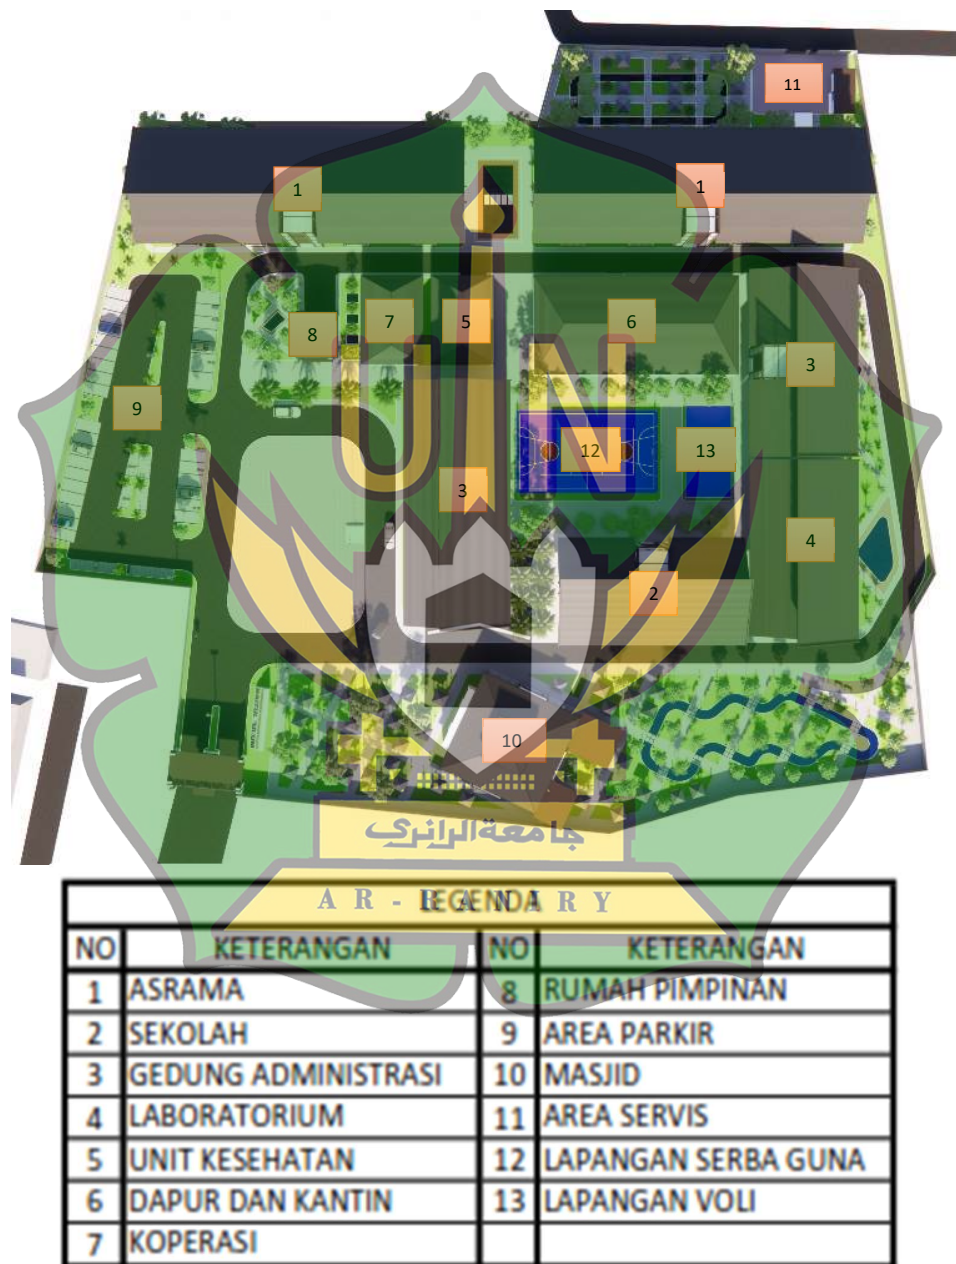 11
1
1
8
7
5
6
3
9
12
13
3
4
2
10
جامعةالرانري
AR-RANIRY
LEGENDA
NO KETERANGAN NO KETERANGAN
1 ASRAMA 8 RUMAH PIMPINAN
2 SEKOLAH 9 AREA PARKIR
3 GEDUNG ADMINISTRASI 10 MASJID
4 LABORATORIUM 11 AREA SERVIS
5 UNIT KESEHATAN 12 LAPANGAN SERBA GUNA
6 DAPUR DAN KANTIN 13 LAPANGAN VOLI
7 KOPERASI